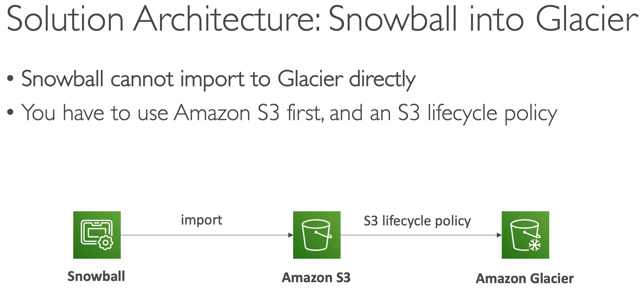 Solution Architecture: Snowball into Glacier
• Snowball cannot import to Glacier directly
• You have to use Amazon S3 first, and an S3 lifecycle policy
import
S3 lifecycle policy
Snowball
Amazon S3
Amazon Glacier